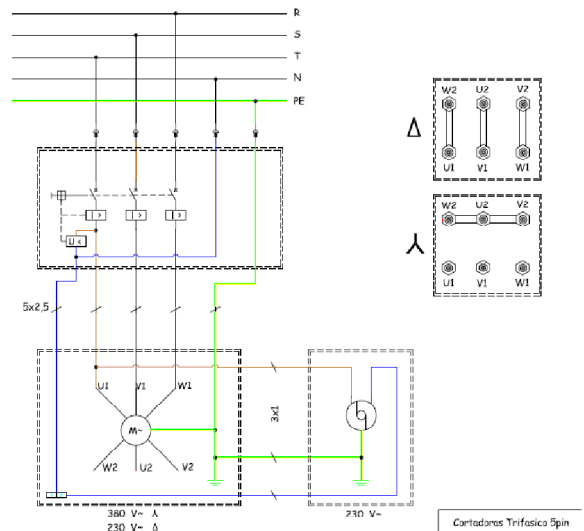 R
S
T
N
PE
W2 U2 V2
Δ
U1 V1 W1
W2 U2 V2
U1 V1 W1
I> I> I>
U<
5x2,5
U1 V1 W1
M~
W2 U2 V2
3x1
380 V~
230 V~ Δ
230 V~
Cortadoras Trifasico 5pin